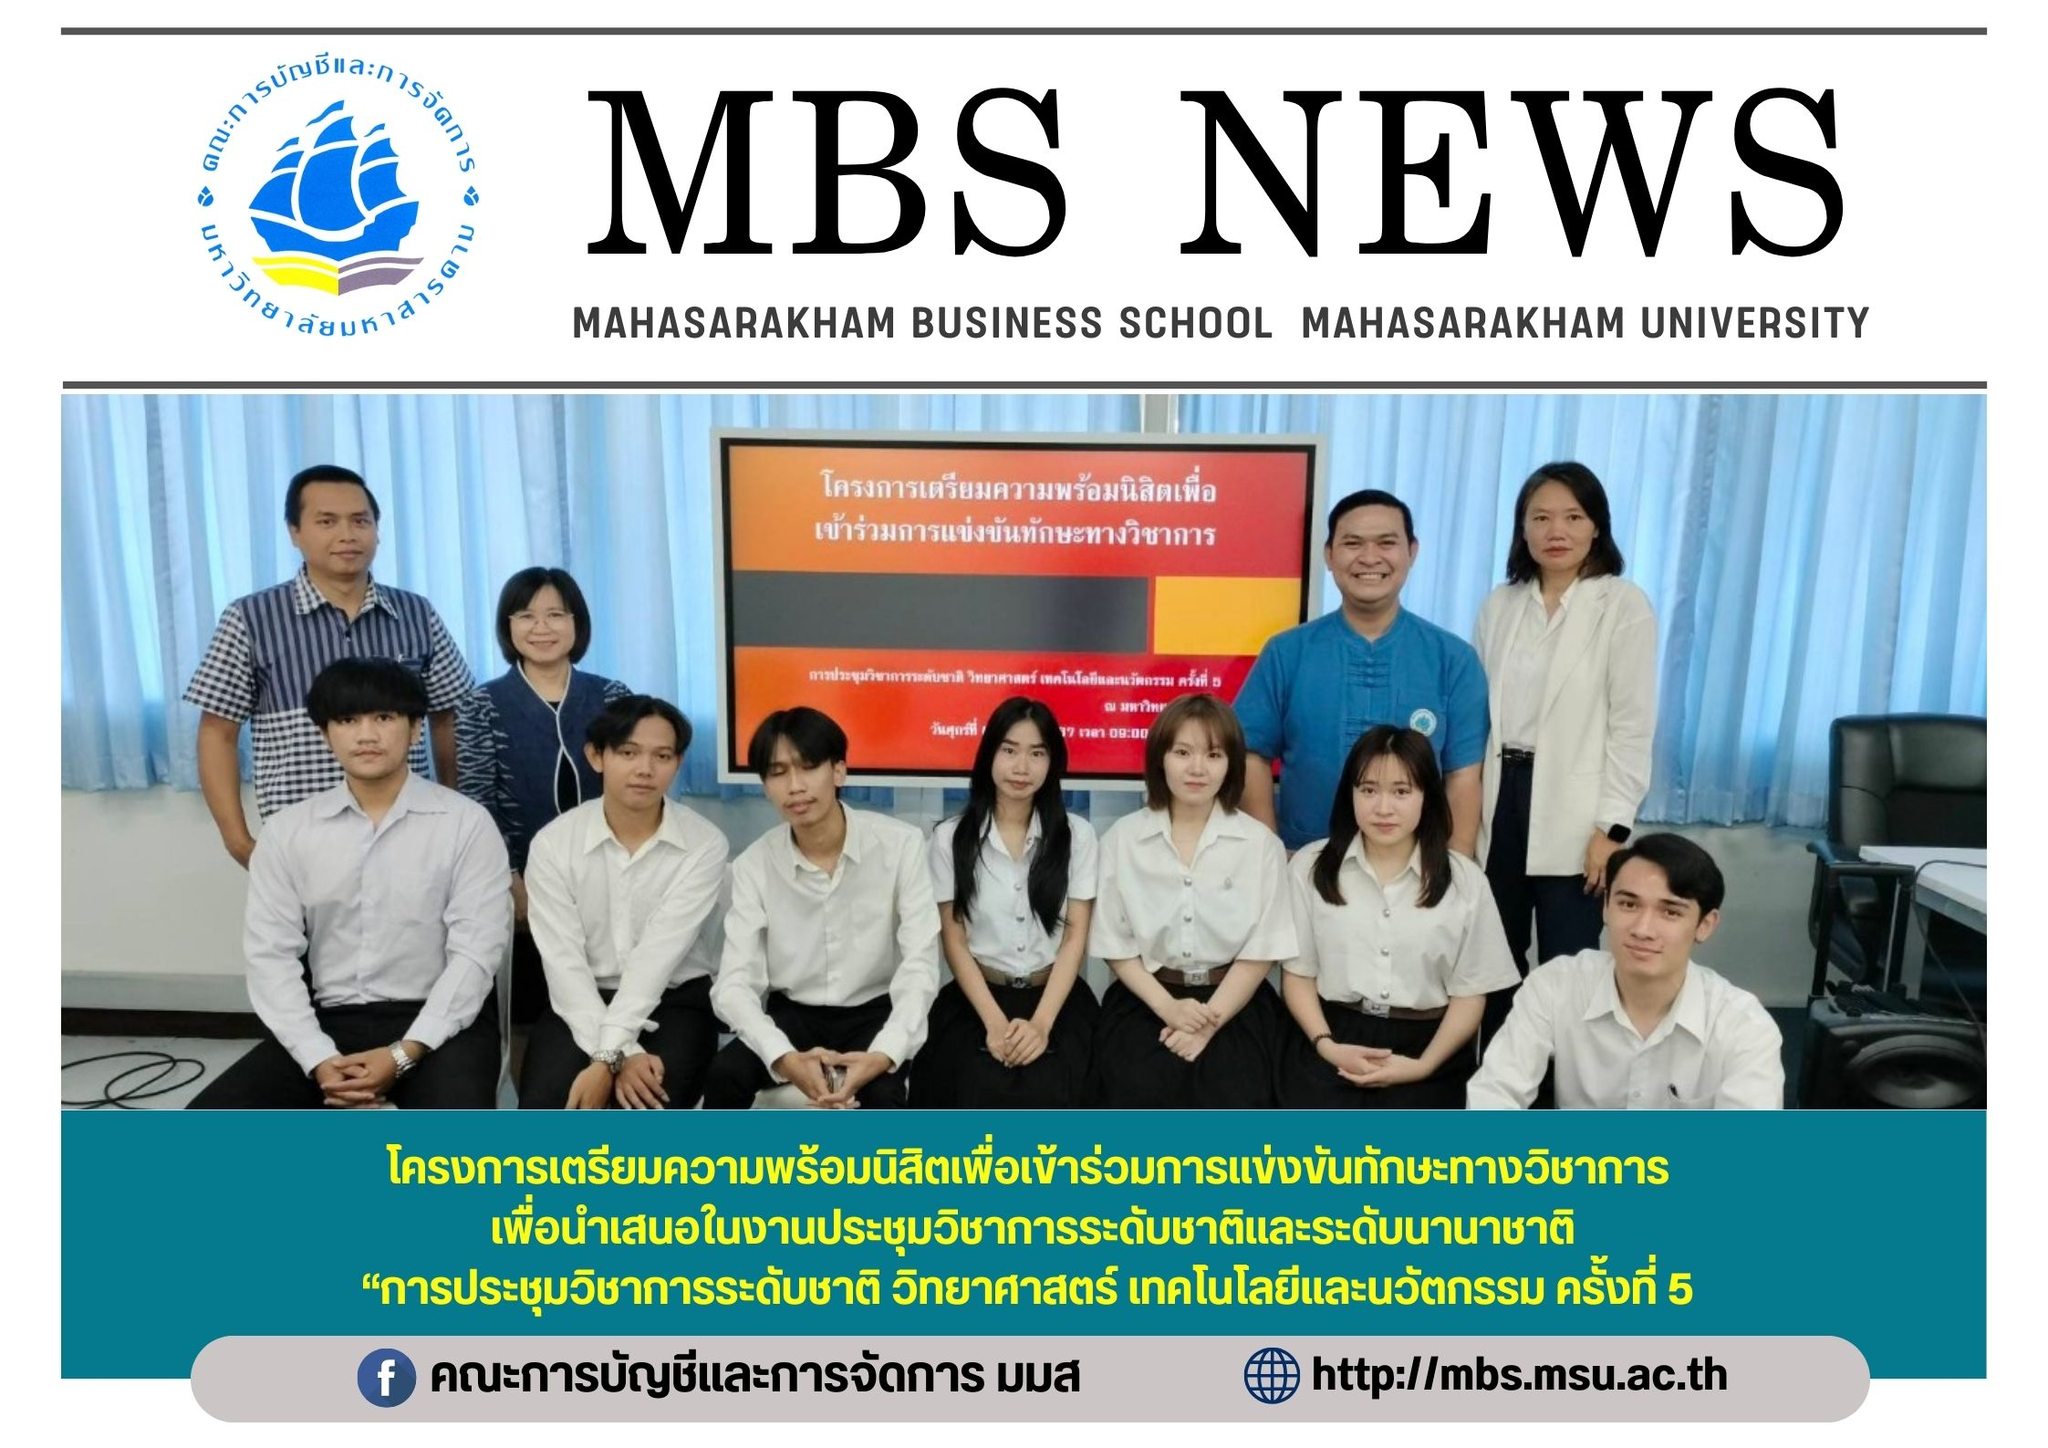 คณะการบัญชีและการจัดการ
มหาวิทยาลัยมหาสารคาม
MBS NEWS
MAHASARAKHAM BUSINESS SCHOOL MAHASARAKHAM UNIVERSITY
โครงการเตรียมความพร้อมนิสิตเพื่อ
เข้าร่วมการแข่งขันทักษะทางวิชาการ
การประชุมวิชาการระดับชาติ วิทยาศาสตร์ เทคโนโลยีและนวัตกรรม ครั้งที่ 5
ณ
วันศุกร์ที่ เวลา 09:00
โครงการเตรียมความพร้อมนิสิตเพื่อเข้าร่วมการแข่งขันทักษะทางวิชาการ
เพื่อนำเสนอในงานประชุมวิชาการระดับชาติและระดับนานาชาติ
“การประชุมวิชาการระดับชาติ วิทยาศาสตร์ เทคโนโลยีและนวัตกรรม ครั้งที่ 5
คณะการบัญชีและการจัดการ มมส
http://mbs.msu.ac.th